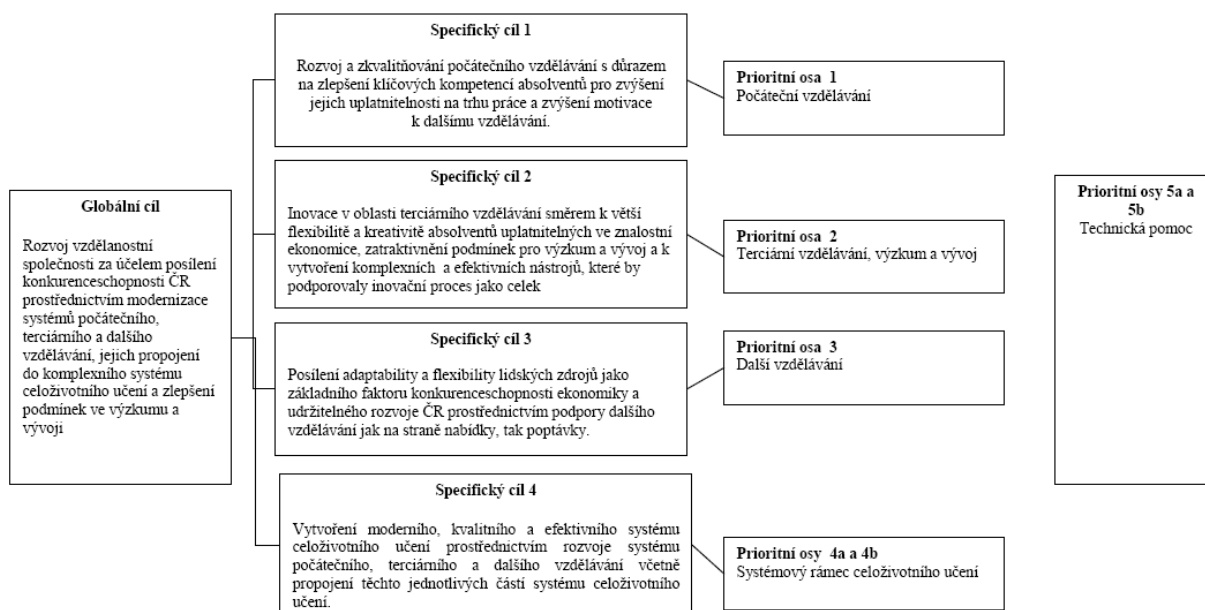 Globální cíl
Rozvoj vzdělanostní
společnosti za účelem posílení
konkurenceschopnosti ČR
prostřednictvím modernizace
systémů počátečního,
terciárního a dalšího
vzdělávání, jejich propojení
do komplexního systému
celoživotního učení a zlepšení
podmínek ve výzkumu a
vývoji
Specifický cíl 1
Rozvoj a zkvalitňování počátečního vzdělávání s důrazem
na zlepšení klíčových kompetencí absolventů pro zvýšení
jejich uplatnitelnosti na trhu práce a zvýšení motivace
k dalšímu vzdělávání.
Prioritní osa 1
Počáteční vzdělávání
Specifický cíl 2
Inovace v oblasti terciárního vzdělávání směrem k větší
flexibilitě a kreativitě absolventů uplatnitelných ve znalostní
ekonomice, zatraktivnění podmínek pro výzkum a vývoj a k
vytvoření komplexních a efektivních nástrojů, které by
podporovaly inovační proces jako celek
Prioritní osa 2
Terciární vzdělávání, výzkum a vývoj
Specifický cíl 3
Posílení adaptability a flexibility lidských zdrojů jako
základního faktoru konkurenceschopnosti ekonomiky a
udržitelného rozvoje ČR prostřednictvím podpory dalšího
vzdělávání jak na straně nabídky, tak poptávky.
Prioritní osa 3
Další vzdělávání
Specifický cíl 4
Vytvoření moderního, kvalitního a efektivního systému
celoživotního učení prostřednictvím rozvoje systému
počátečního, terciárního a dalšího vzdělávání včetně
propojení těchto jednotlivých částí systému celoživotního
učení.
Prioritní osy 4a a 4b
Systémový rámec celoživotního učení
Prioritní osy 5a a
5b
Technická pomoc